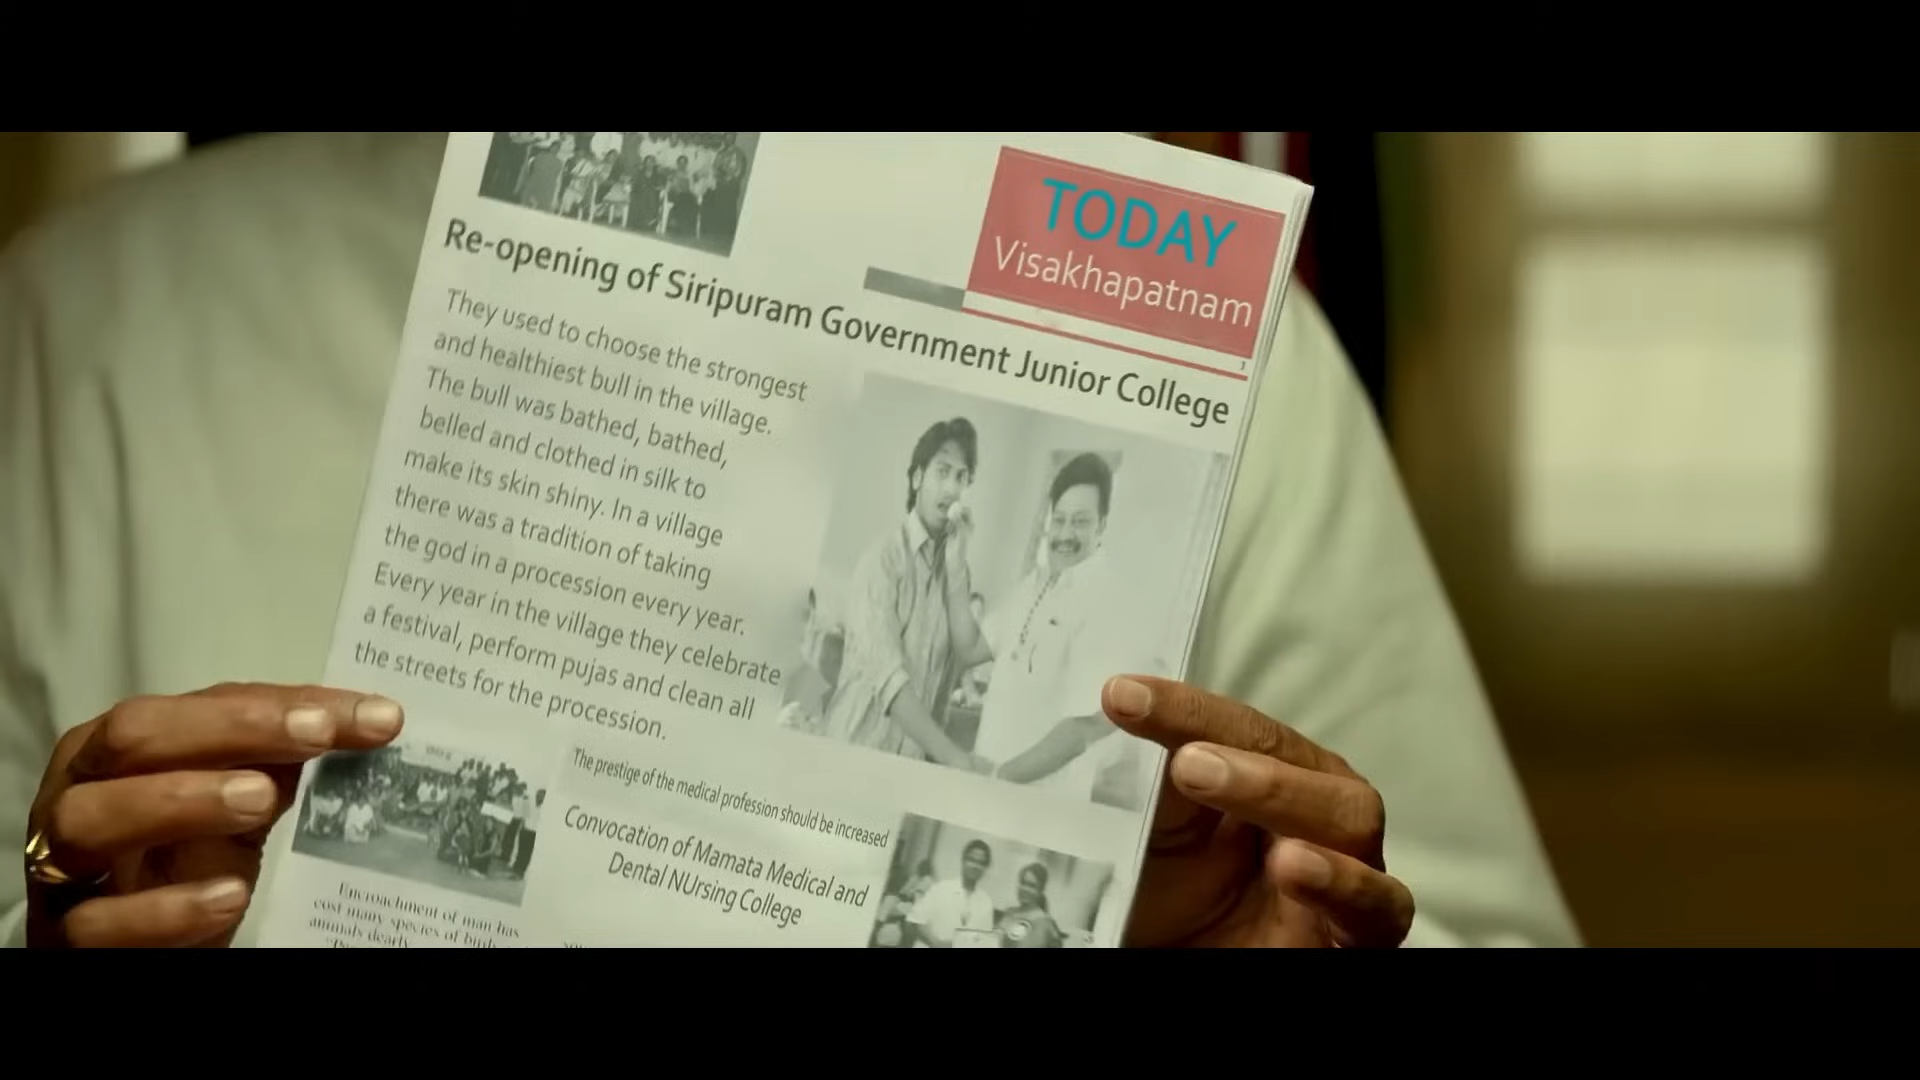 TODAY
Visakhapatnam
Re-opening of Siripuram Government Junior College
They used to choose the strongest
and healthiest bull in the village.
The bull was bathed, bathed,
belled and clothed in silk to
make its skin shiny. In a village
there was a tradition of taking
the god in a procession every year.
Every year in the village they celebrate
a festival, perform pujas and clean all
the streets for the procession.
The prestige of the medical profession should be increased
Convocation of Mamata Medical and
Dental NUrsing College
Encroachment of man has
cost many species of birds
animals dearly